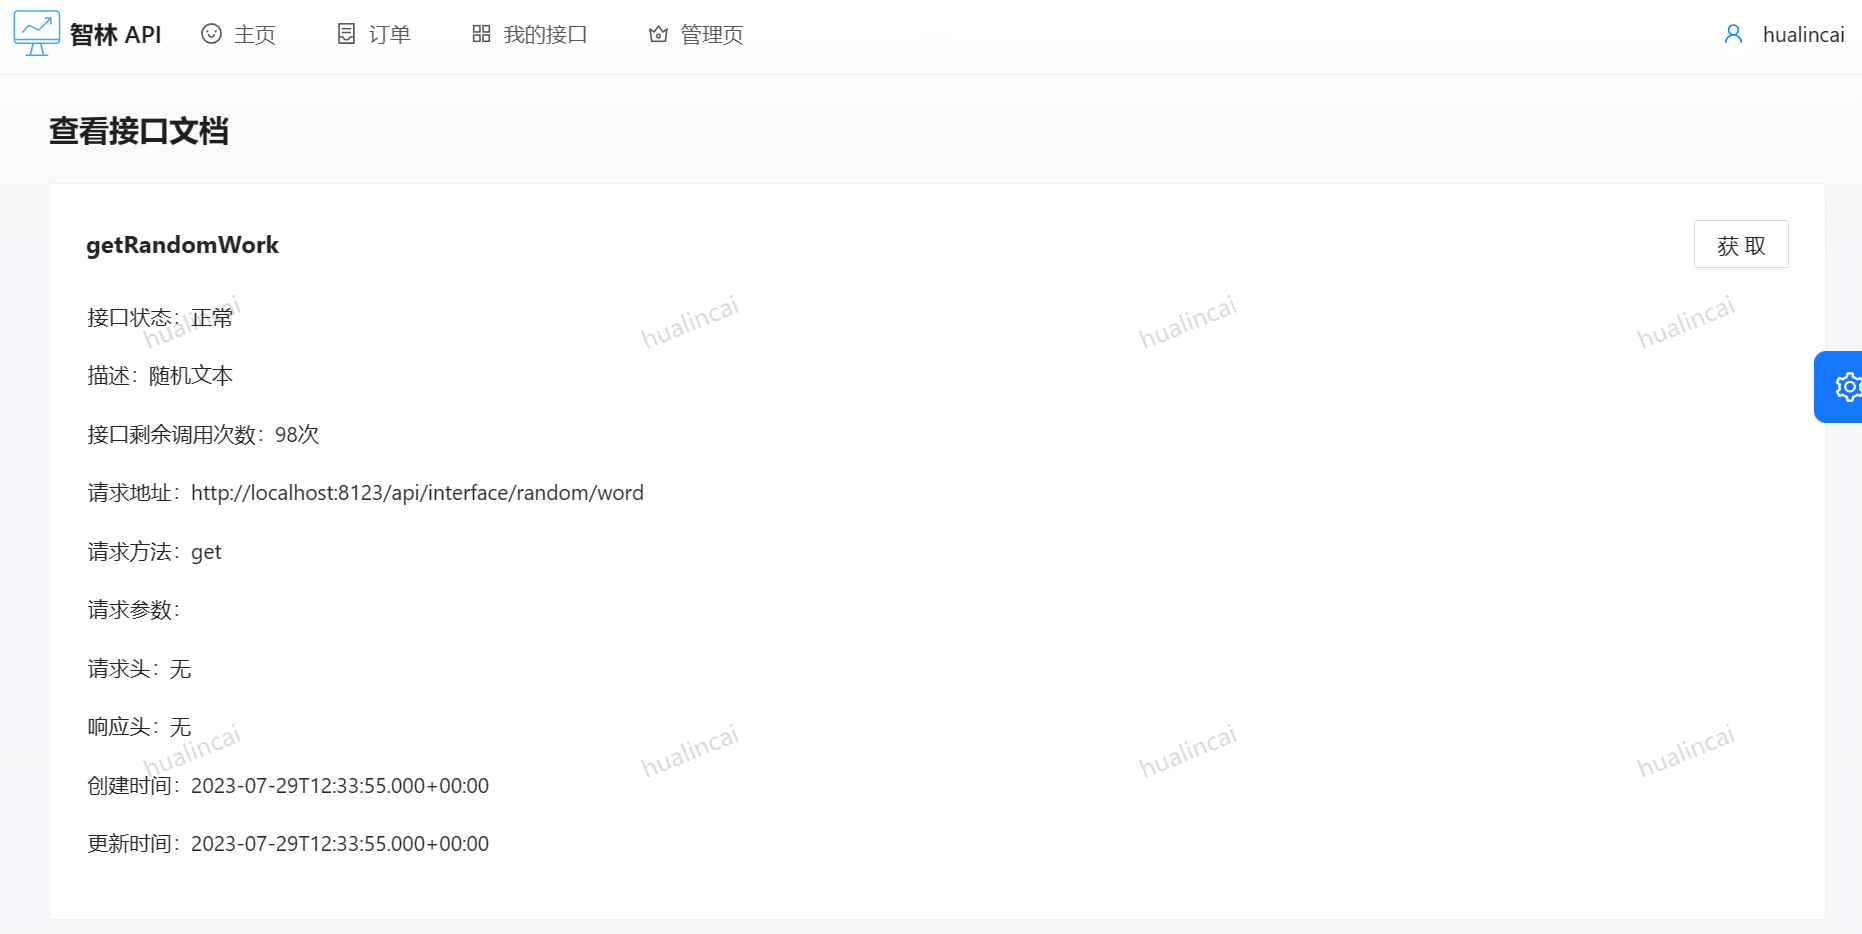 智林 API 主页 订单 我的接口 管理页 hualincai
查看接口文档
getRandomWork 获 取
接口状态：正常
hualincai hualincai hualincai hualincai
描述：随机文本
接口剩余调用次数：98次
请求地址：http://localhost:8123/api/interface/random/word
请求方法：get
请求参数：
请求头：无
响应头：无
hualincai hualincai hualincai hualincai
创建时间：2023-07-29T12:33:55.000+00:00
更新时间：2023-07-29T12:33:55.000+00:00